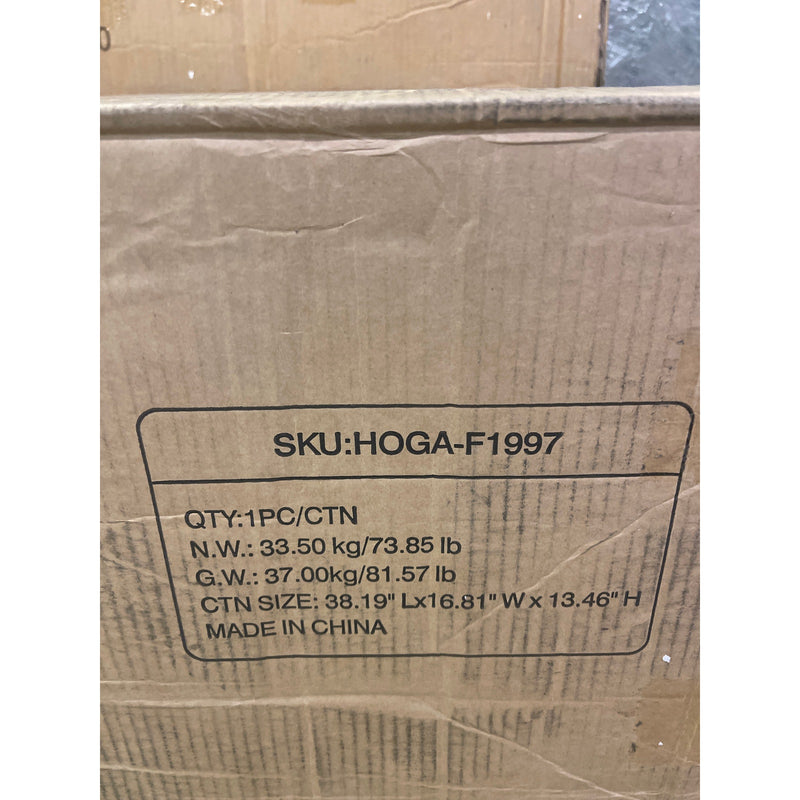 SKU:HOGA-F1997
QTY:1PC/CTN
N.W.: 33.50 kg/73.85 lb
G.W.: 37.00kg/81.57 lb
CTN SIZE: 38.19" Lx16.81" W x 13.46" H
MADE IN CHINA